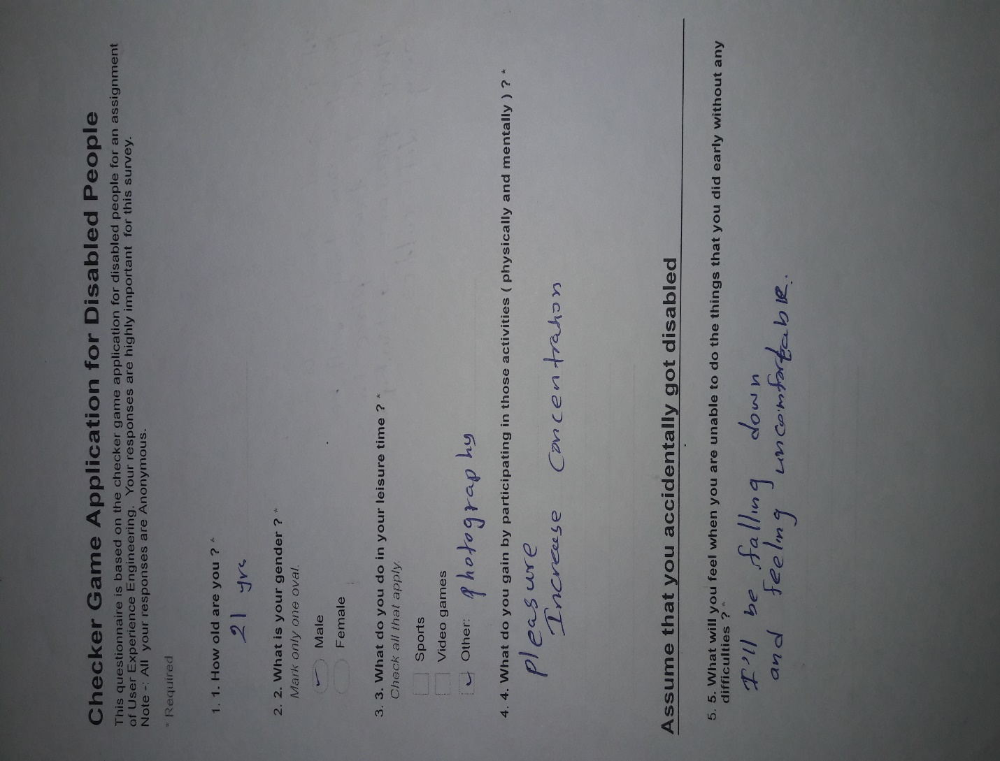 Checker Game Application for Disabled People
This questionnaire is based on the checker game application for disabled people for an assignment
of User Experience Engineering. Your responses are highly important for this survey.
Note -: All your responses are Anonymous.
* Required
1. 1. How old are you ? *
21 yrs
2. 2. What is your gender ? *
Mark only one oval.
Male
Female
3. 3. What do you do in your leisure time ? *
Check all that apply.
Sports
Video games
Other: photography
4. 4. What do you gain by participating in those activities ( physically and mentally ) ? *
Pleasure
Increase Concentration
Assume that you accidentally got disabled
5. 5. What will you feel when you are unable to do the things that you did early without any
difficulties ? *
I'll be falling down
and feeling uncomfortable.